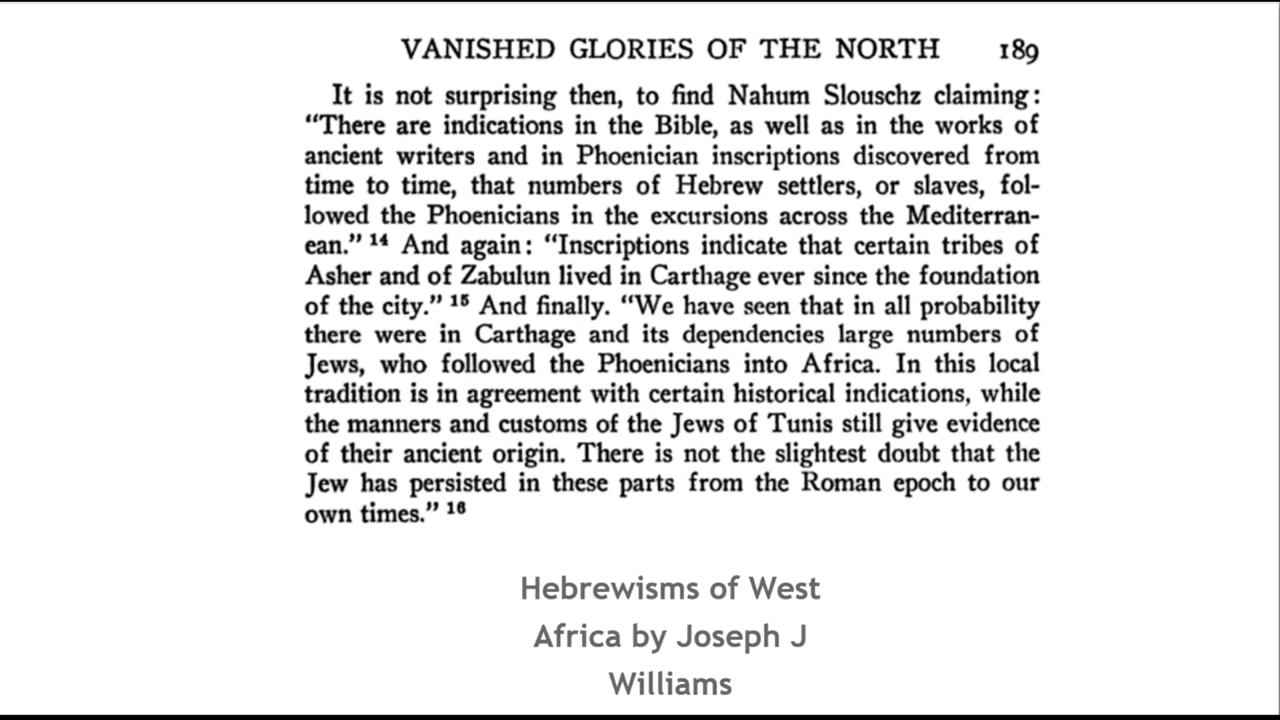 VANISHED GLORIES OF THE NORTH 189
It is not surprising then, to find Nahum Slouschz claiming:
"There are indications in the Bible, as well as in the works of
ancient writers and in Phoenician inscriptions discovered from
time to time, that numbers of Hebrew settlers, or slaves, fol-
lowed the Phoenicians in the excursions across the Mediterran-
ean." 14 And again: "Inscriptions indicate that certain tribes of
Asher and of Zabulun lived in Carthage ever since the foundation
of the city." 15 And finally. "We have seen that in all probability
there were in Carthage and its dependencies large numbers of
Jews, who followed the Phoenicians into Africa. In this local
tradition is in agreement with certain historical indications, while
the manners and customs of the Jews of Tunis still give evidence
of their ancient origin. There is not the slightest doubt that the
Jew has persisted in these parts from the Roman epoch to our
own times." 16
Hebrewisms of West
Africa by Joseph J
Williams